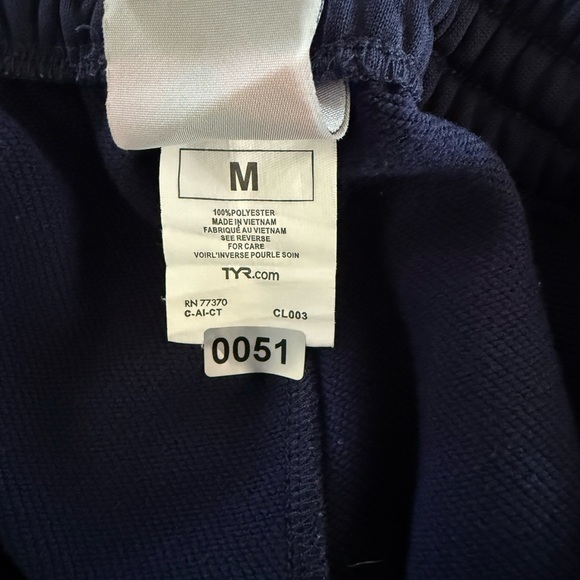 M
100%POLYESTER
MADE IN VIETNAM
FABRIQUÉ AU VIETNAM
SEE REVERSE
FOR CARE
VOIRL'INVERSE POURLE SOIN
TYR.com
RN 77370
C-AI-CT CL003
0051